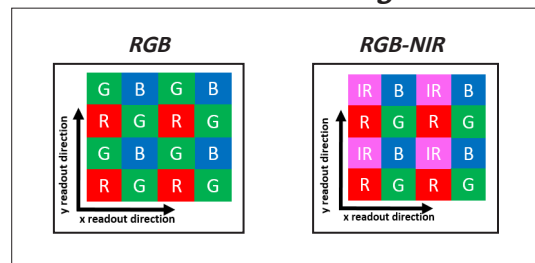 RGB
RGB-NIR
G B G B
R G R G
G B G B
R G R G
y readout direction
x readout direction
IR B IR B
R G R G
IR B IR B
R G R G
y readout direction
x readout direction